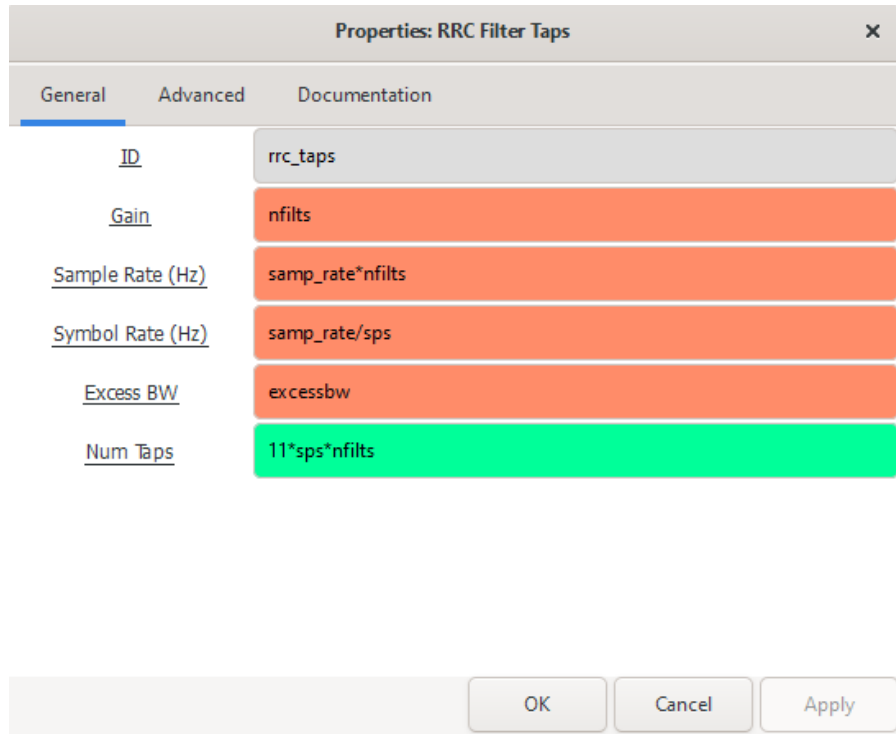 Properties: RRC Filter Taps ×
General Advanced Documentation
ID rrc_taps
Gain nfilts
Sample Rate (Hz) samp_rate*nfilts
Symbol Rate (Hz) samp_rate/sps
Excess BW excessbw
Num Taps 11*sps*nfilts
OK Cancel Apply